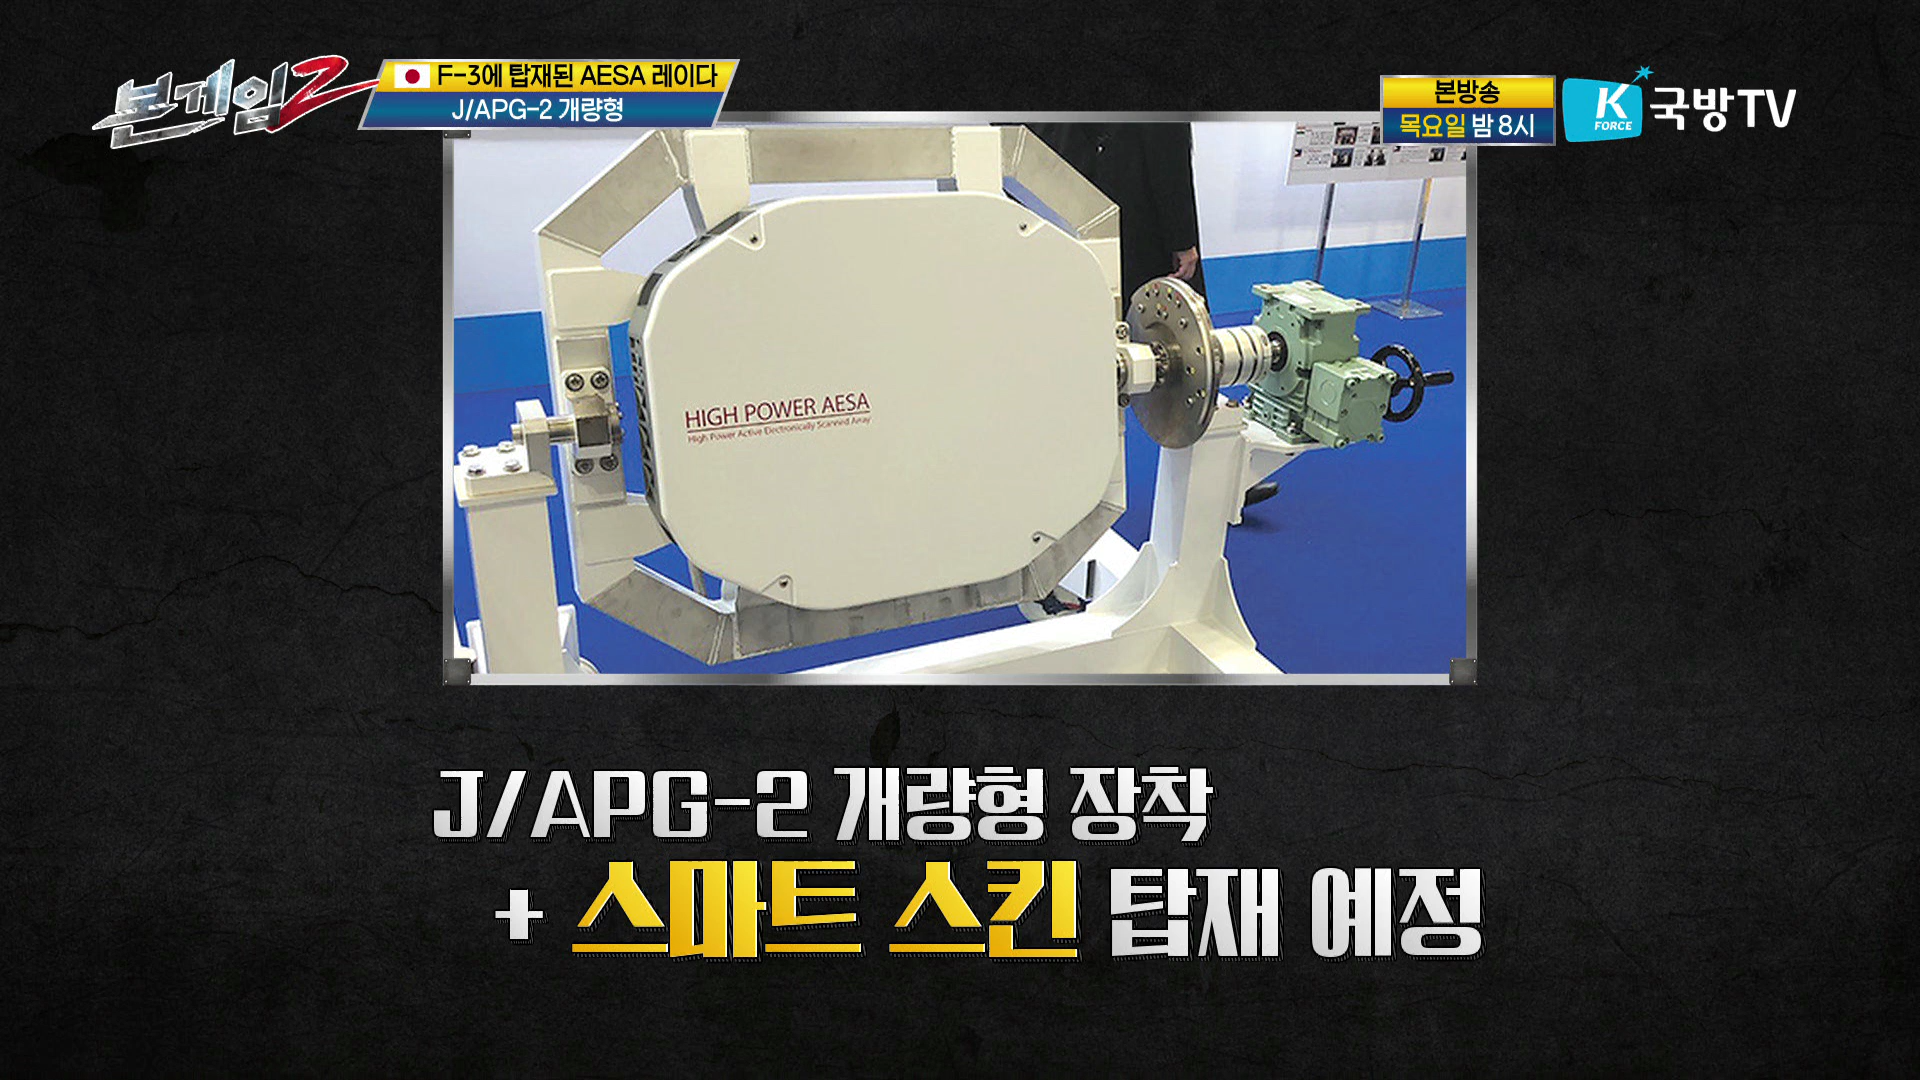 본게임2
F-3에 탑재된 AESA 레이다
J/APG-2 개량형
본방송
목요일 밤 8시
K FORCE
국방TV
HIGH POWER AESA
High Power Active Electronically Scanned Array
J/APG-2 개량형 장착
+ 스마트 스킨 탑재 예정